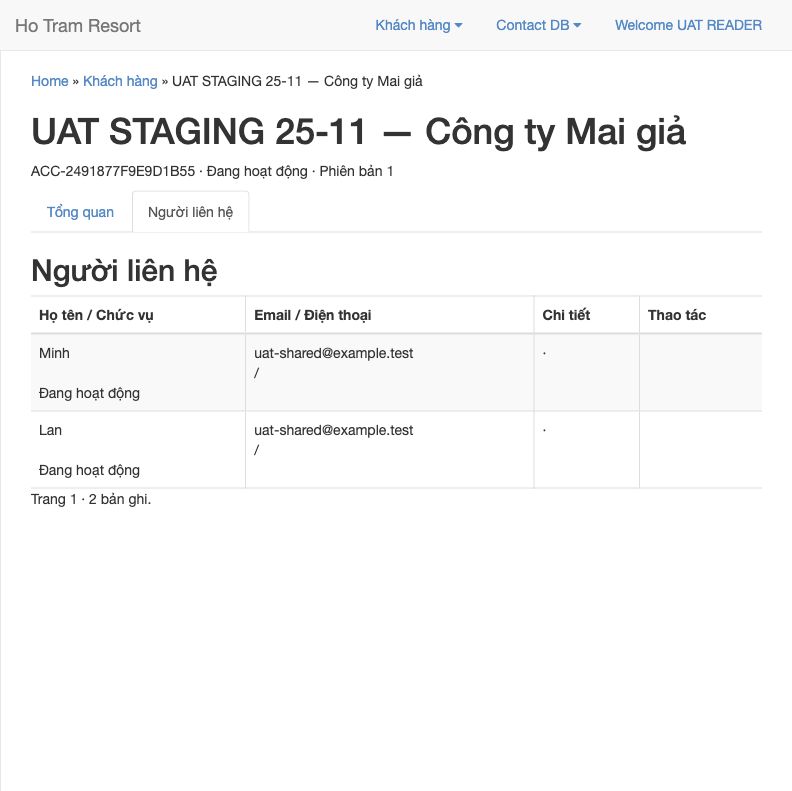 Ho Tram Resort
Khách hàng
Contact DB
Welcome UAT READER
Home » Khách hàng » UAT STAGING 25-11 — Công ty Mai giả
UAT STAGING 25-11 — Công ty Mai giả
ACC-2491877F9E9D1B55 · Đang hoạt động · Phiên bản 1
Tổng quan
Người liên hệ
Người liên hệ
Họ tên / Chức vụ
Email / Điện thoại
Chi tiết
Thao tác
Minh
uat-shared@example.test
·
/
Đang hoạt động
Lan
uat-shared@example.test
·
/
Đang hoạt động
Trang 1 · 2 bản ghi.